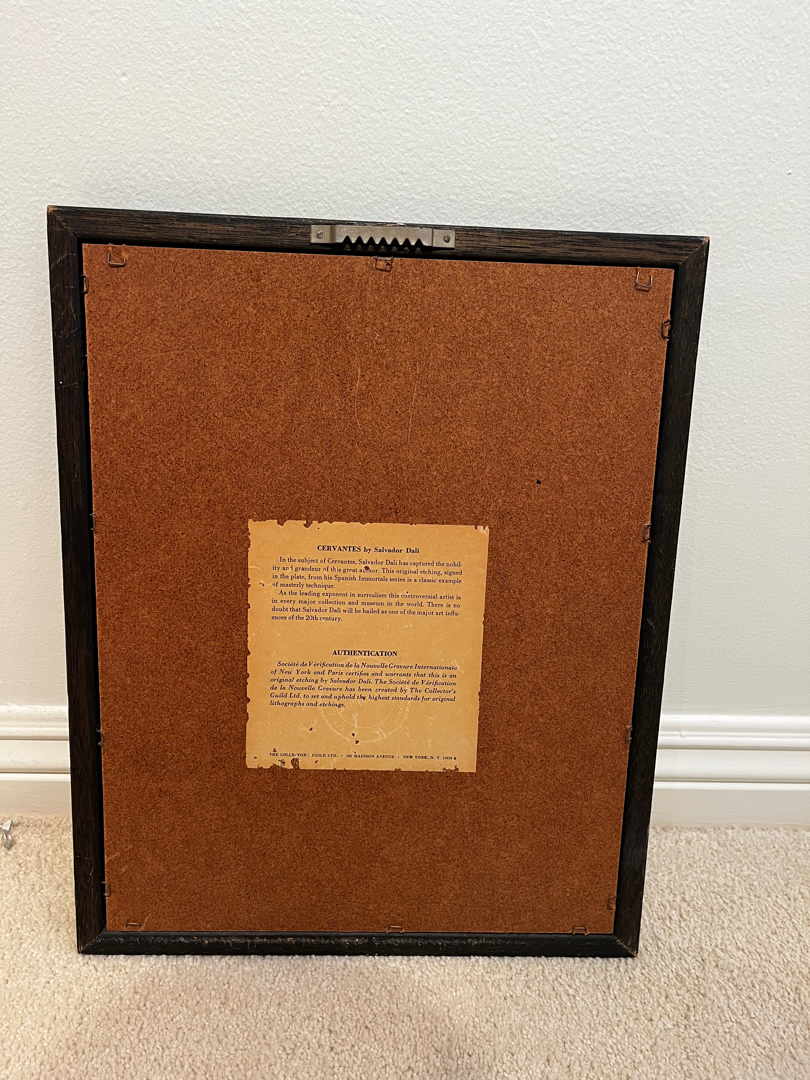 CERVANTES by Salvador Dali
In the subject of Cervantes, Salvador Dali has captured the nobil-
ity and grandeur of this great author. This original etching, signed
in the plate, from his Spanish Immortals series is a classic example
of masterly technique.
As the leading exponent in surrealism this controversial artist is
in every major collection and museum in the world. There is no
doubt that Salvador Dali will be hailed as one of the major art influ-
ences of the 20th century.
AUTHENTICATION
Société de Vérification de la Nouvelle Gravure Internationale
of New York and Paris certifies and warrants that this is an
original etching by Salvador Dali. The Société de Vérification
de la Nouvelle Gravure has been created by The Collector's
Guild Ltd. to set and uphold the highest standards for original
lithographs and etchings.
THE COLLECTORS' GUILD LTD. • MADISON AVENUE • NEW YORK, N. Y.